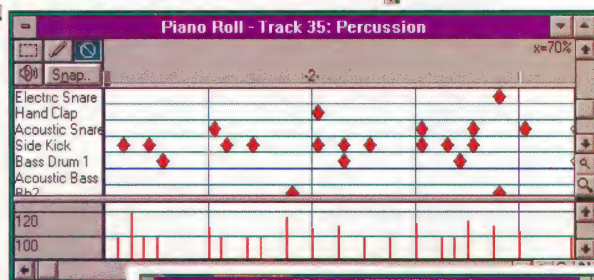 Piano Roll - Track 35: Percussion
x=70%
Snap..
2
Electric Snare
Hand Clap
Acoustic Snare
Side Kick
Bass Drum 1
Acoustic Bass
Bb2
120
100